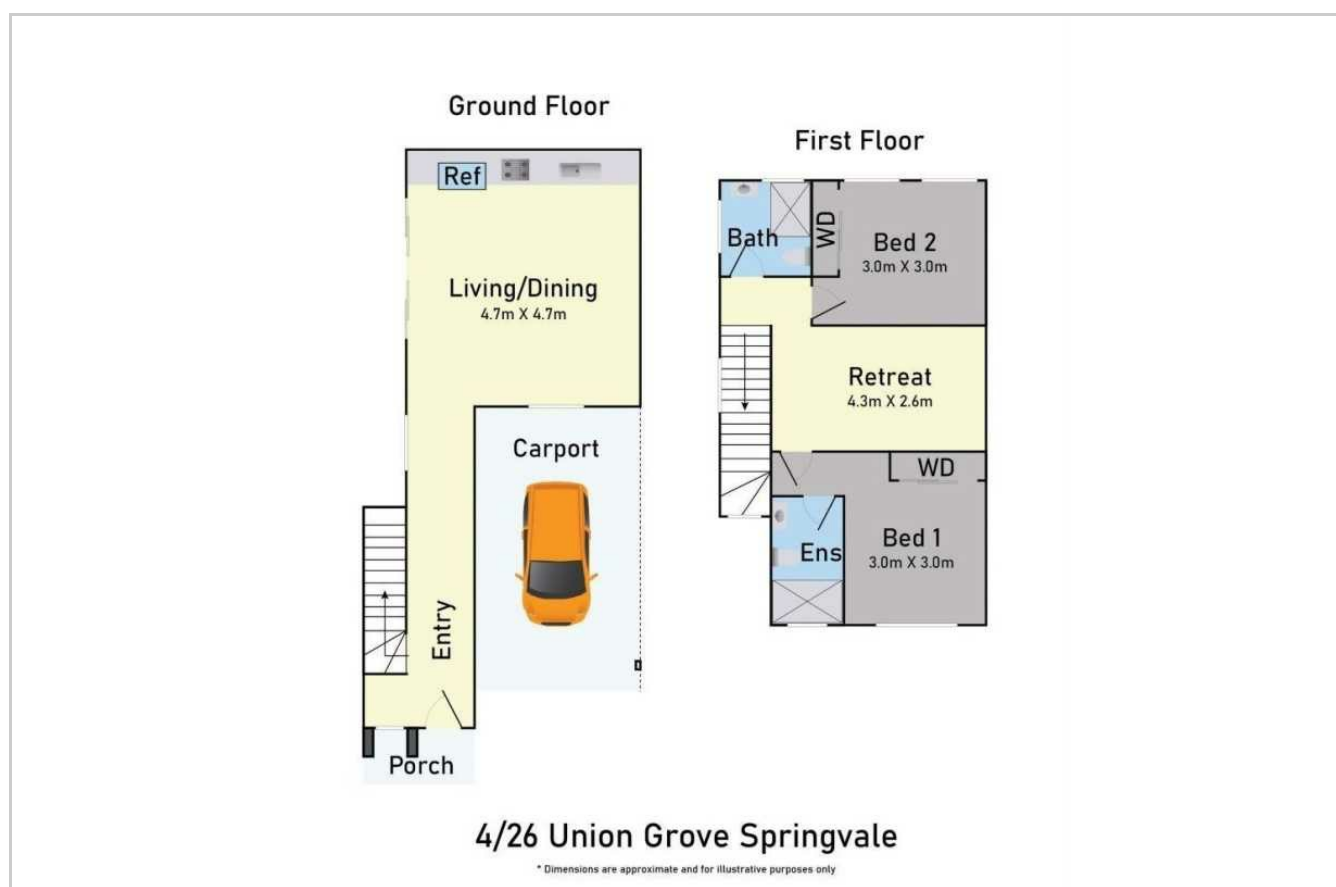 Ground Floor
Ref
Living/Dining
4.7m X 4.7m
Carport
Entry
Porch
First Floor
Bath
WD
Bed 2
3.0m X 3.0m
Retreat
4.3m X 2.6m
WD
Bed 1
3.0m X 3.0m
Ens
4/26 Union Grove Springvale
* Dimensions are approximate and for illustrative purposes only